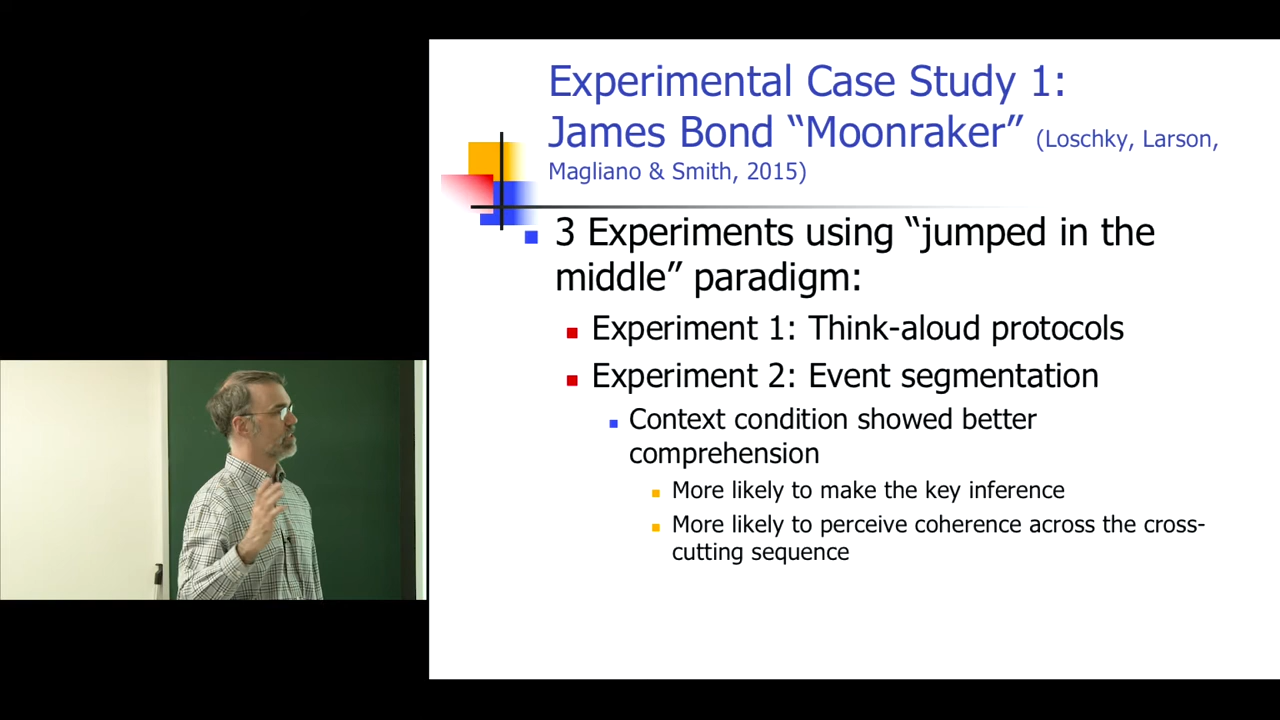 Experimental Case Study 1:
James Bond “Moonraker” (Loschky, Larson,
Magliano & Smith, 2015)
3 Experiments using “jumped in the
middle” paradigm:
Experiment 1: Think-aloud protocols
Experiment 2: Event segmentation
Context condition showed better
comprehension
More likely to make the key inference
More likely to perceive coherence across the cross-
cutting sequence